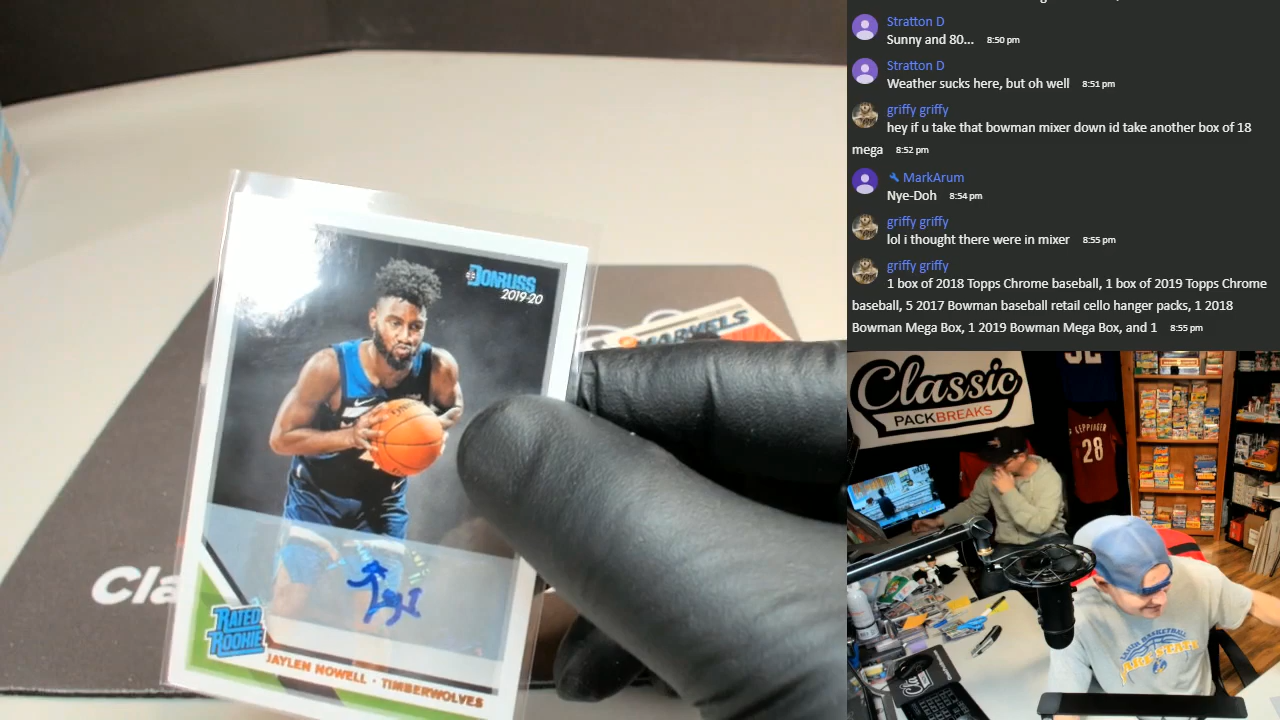 Stratton D
Sunny and 80... 8:50 pm
Stratton D
Weather sucks here, but oh well 8:51 pm
griffy griffy
hey if u take that bowman mixer down id take another box of 18
mega 8:52 pm
MarkArum
Nye-Doh 8:54 pm
griffy griffy
lol i thought there were in mixer 8:55 pm
griffy griffy
1 box of 2018 Topps Chrome baseball, 1 box of 2019 Topps Chrome
baseball, 5 2017 Bowman baseball retail cello hanger packs, 1 2018
Bowman Mega Box, 1 2019 Bowman Mega Box, and 1 8:55 pm
DONRUSS
2019-20
MARVELS
Cla
RATED
ROOKIE
JAYLEN NOWELL · TIMBERWOLVES
Classic
PACKBREAKS
LEPPINGER
28
BASKETBALL
Classic